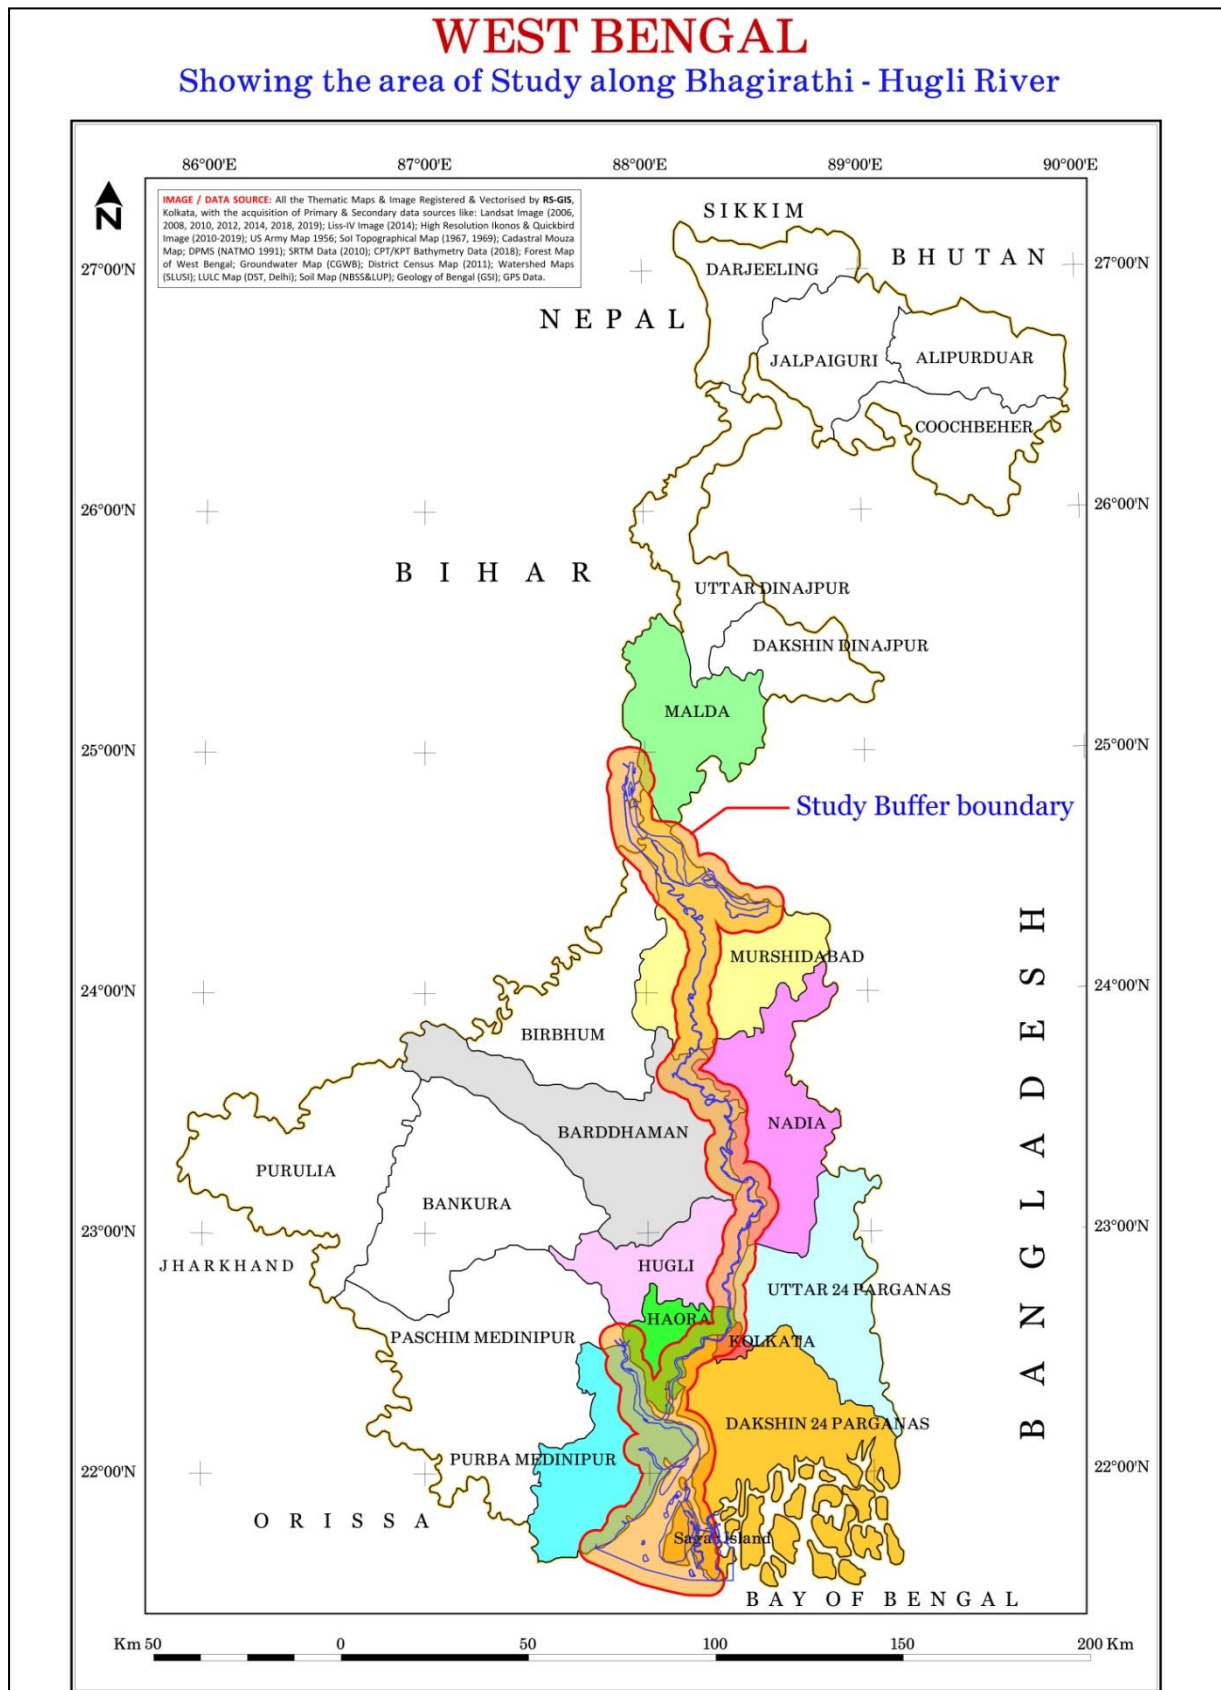 WEST BENGAL
Showing the area of Study along Bhagirathi - Hugli River
86°00'E 87°00'E 88°00'E 89°00'E 90°00'E
N
IMAGE / DATA SOURCE: All the Thematic Maps & Image Registered & Vectorised by RS-GIS,
Kolkata, with the acquisition of Primary & Secondary data sources like: Landsat Image (2006,
2008, 2010, 2012, 2014, 2018, 2019); Liss-IV Image (2014); High Resolution Ikonos & Quickbird
Image (2010-2019); US Army Map 1956; SoI Topographical Map (1967, 1969); Cadastral Mouza
Map; DPMS (NATMO 1991); SRTM Data (2010); CPT/KPT Bathymetry Data (2018); Forest Map
of West Bengal; Groundwater Map (CGWB); District Census Map (2011); Watershed Maps
(SLUSI); LULC Map (DST, Delhi); Soil Map (NBSS&LUP); Geology of Bengal (GSI); GPS Data.
SIKKIM
BHUTAN
27°00'N 27°00'N
DARJEELING
NEPAL
JALPAIGURI ALIPURDUAR
COOCHBEHER
26°00'N 26°00'N
BIHAR
UTTAR DINAJPUR
DAKSHIN DINAJPUR
MALDA
25°00'N 25°00'N
Study Buffer boundary
MURSHIDABAD
24°00'N 24°00'N
BIRBHUM
BANGLADESH
BARDDHAMAN NADIA
PURULIA
BANKURA
23°00'N 23°00'N
JHARKHAND HUGLI
UTTAR 24 PARGANAS
HAORA
PASCHIM MEDINIPUR KOLKATA
DAKSHIN 24 PARGANAS
PURBA MEDINIPUR
22°00'N 22°00'N
ORISSA
Sagar Island
BAY OF BENGAL
Km 50 0 50 100 150 200 Km